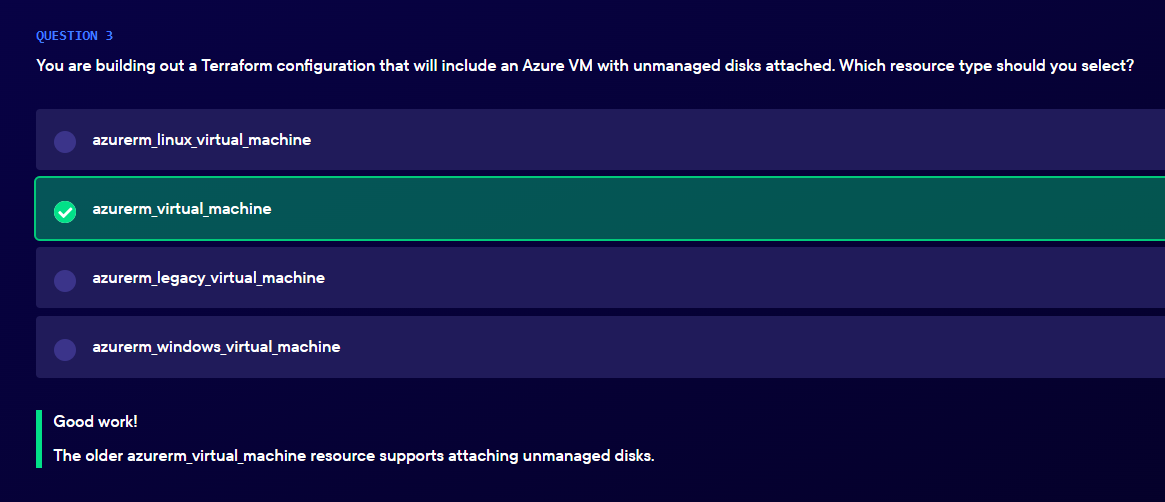 QUESTION 3
You are building out a Terraform configuration that will include an Azure VM with unmanaged disks attached. Which resource type should you select?
azurerm_linux_virtual_machine
azurerm_virtual_machine
azurerm_legacy_virtual_machine
azurerm_windows_virtual_machine
Good work!
The older azurerm_virtual_machine resource supports attaching unmanaged disks.